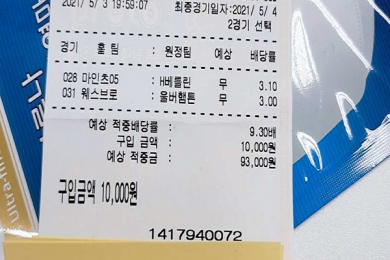 2021/ 5/ 3 19:59:07 최종경기일자:2021/ 5/ 4
2경기 선택
경기 홀 팀 : 원정팀 예상 배당률
028 마인츠05 : H베를린 무 3.10
031 웨스브로 : 울버햄튼 무 3.00
예상 적중배당률 : 9.30배
구입 금액 : 10,000원
예상 적중금 : 93,000원
구입금액 10,000원
1417940072
Ultra-fin